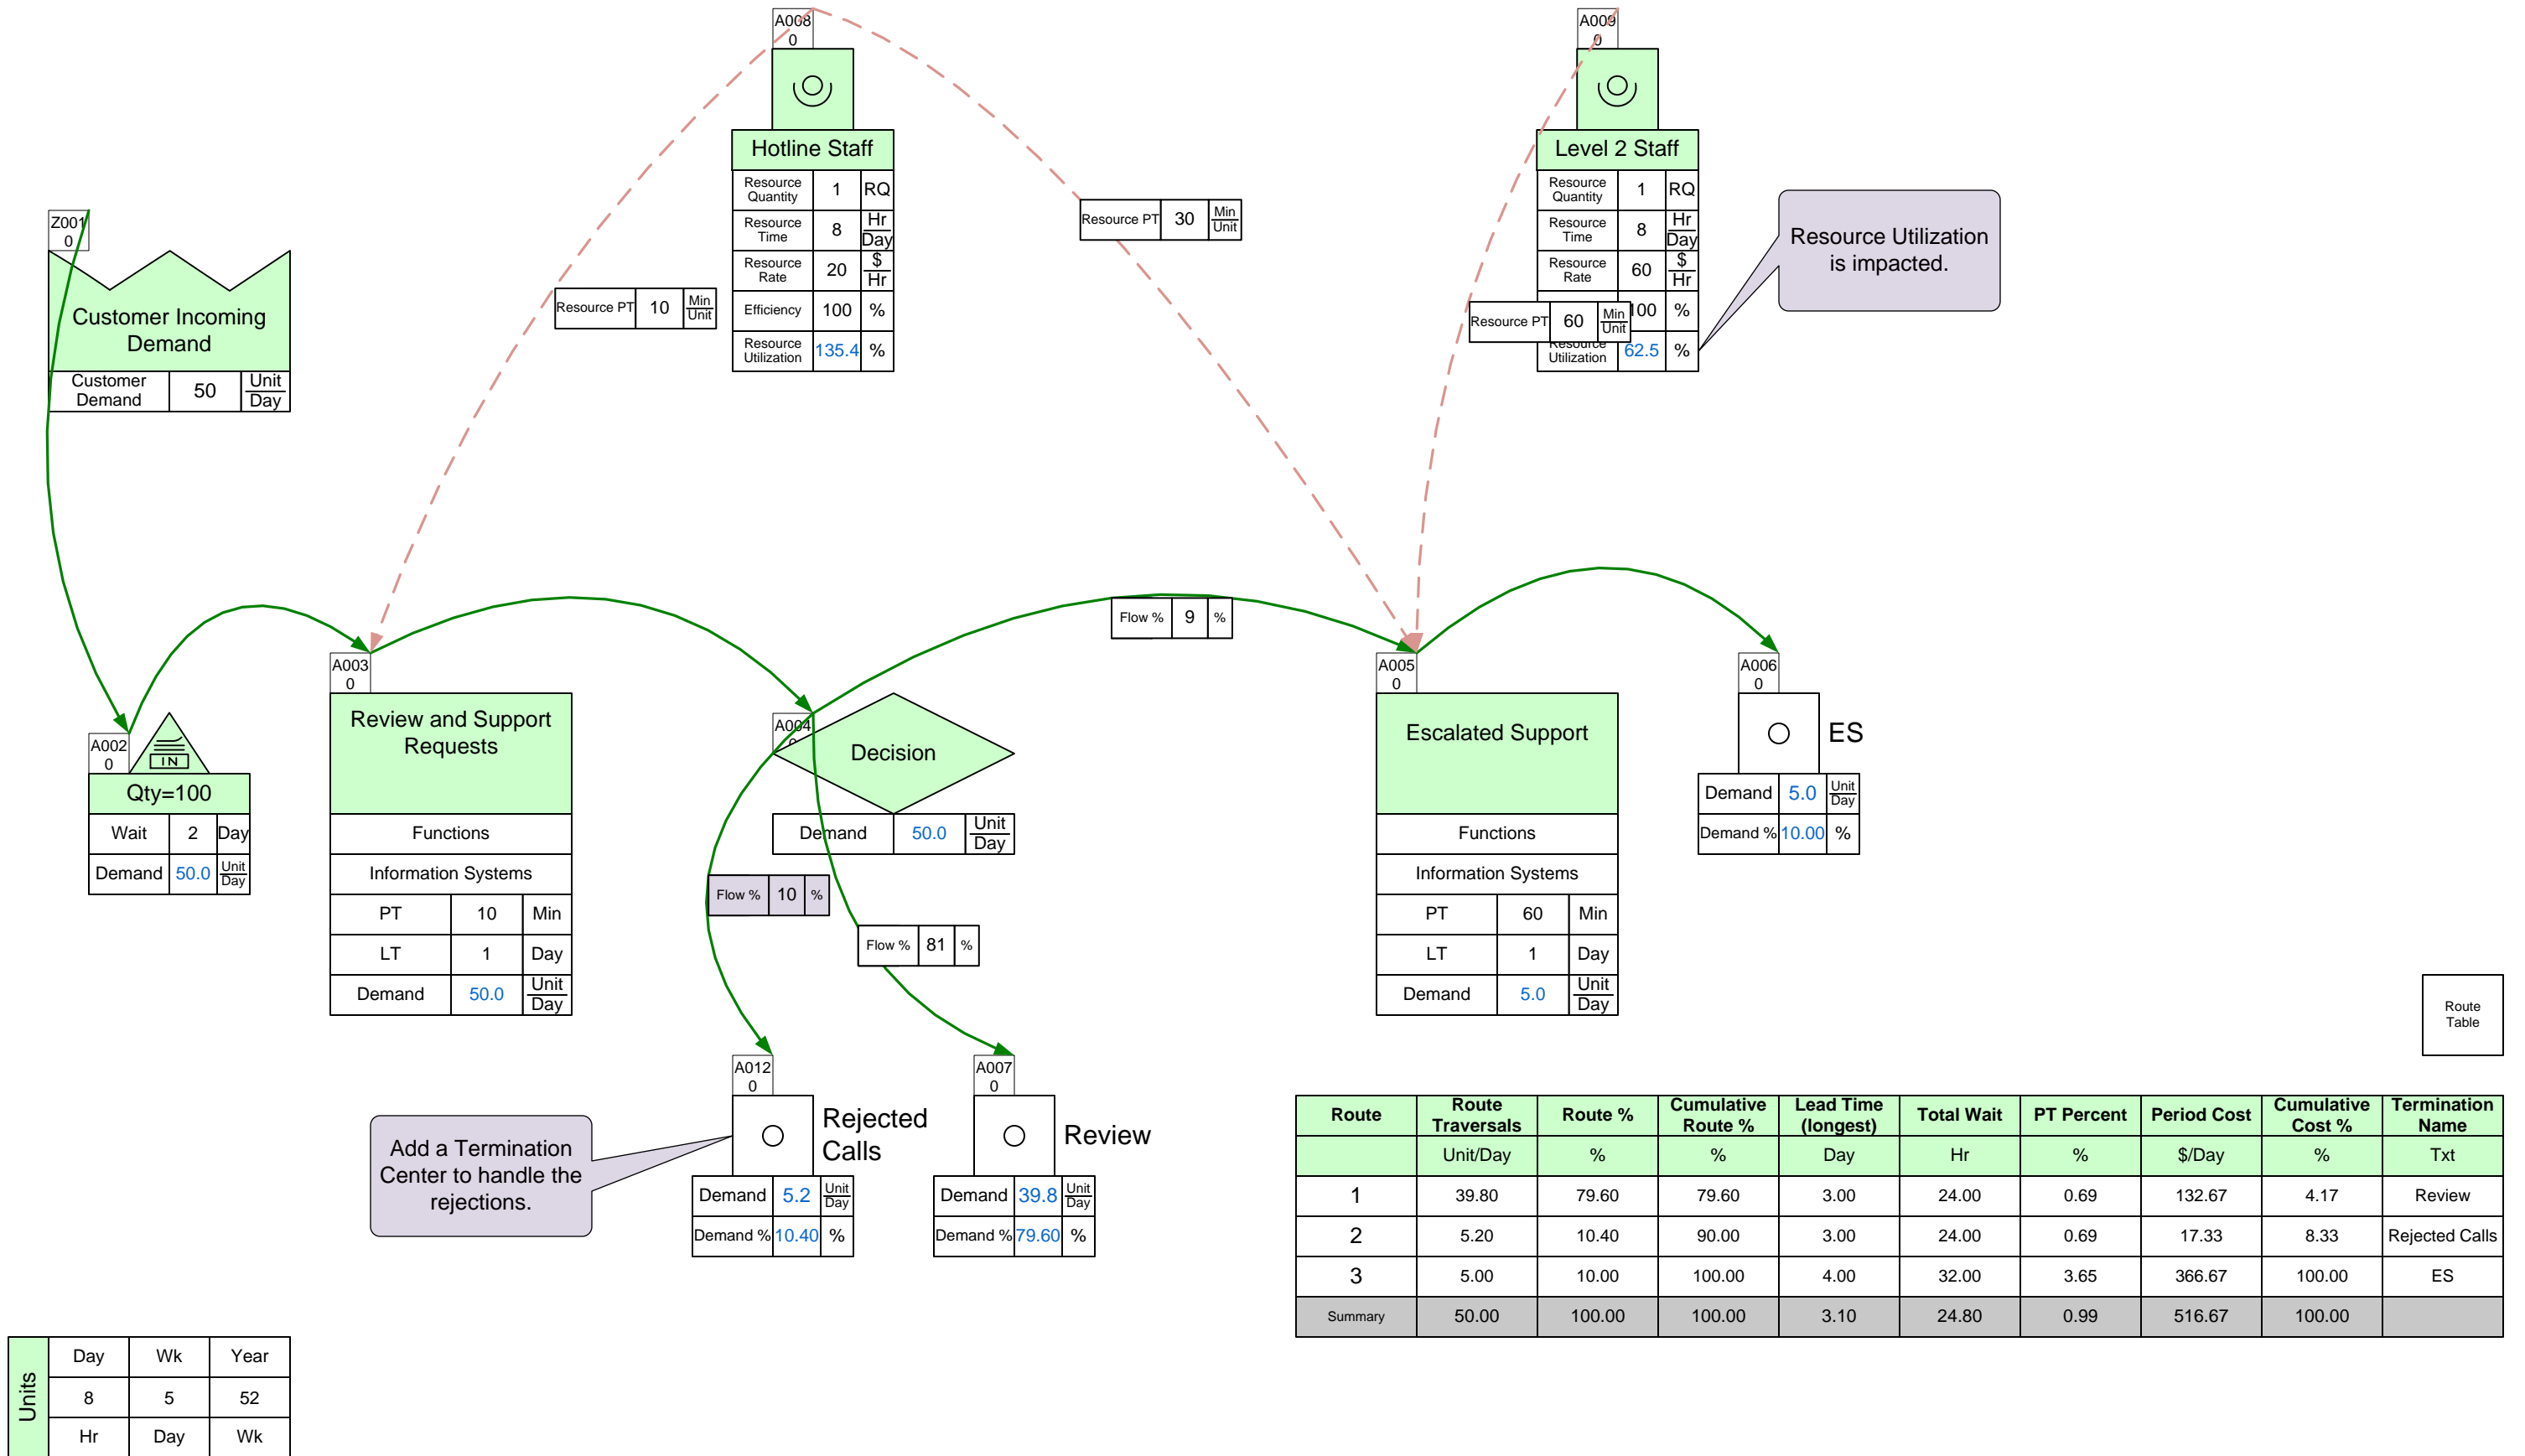 A008
0
Hotline Staff
Resource Quantity 1 RQ
Resource Time 8 Hr Day
Resource Rate 20 $ Hr
Efficiency 100 %
Resource Utilization 135.4 %
A009
0
Level 2 Staff
Resource Quantity 1 RQ
Resource Time 8 Hr Day
Resource Rate 60 $ Hr
100 %
Resource Utilization 62.5 %
Resource Utilization
is impacted.
Resource PT 10 Min Unit
Resource PT 30 Min Unit
Resource PT 60 Min Unit
Z001
0
Customer Incoming
Demand
Customer Demand 50 Unit Day
A002
0
IN
Qty=100
Wait 2 Day
Demand 50.0 Unit Day
A003
0
Review and Support
Requests
Functions
Information Systems
PT 10 Min
LT 1 Day
Demand 50.0 Unit Day
A004
0
Decision
Demand 50.0 Unit Day
Flow % 9 %
Flow % 10 %
Flow % 81 %
A005
0
Escalated Support
Functions
Information Systems
PT 60 Min
LT 1 Day
Demand 5.0 Unit Day
A006
0
ES
Demand 5.0 Unit Day
Demand % 10.00 %
A012
0
Rejected
Calls
Demand 5.2 Unit Day
Demand % 10.40 %
A007
0
Review
Demand 39.8 Unit Day
Demand % 79.60 %
Add a Termination
Center to handle the
rejections.
Route
Table
Route Route Traversals Route % Cumulative Route % Lead Time (longest) Total Wait PT Percent Period Cost Cumulative Cost % Termination Name
Unit/Day % % Day Hr % $/Day % Txt
1 39.80 79.60 79.60 3.00 24.00 0.69 132.67 4.17 Review
2 5.20 10.40 90.00 3.00 24.00 0.69 17.33 8.33 Rejected Calls
3 5.00 10.00 100.00 4.00 32.00 3.65 366.67 100.00 ES
Summary 50.00 100.00 100.00 3.10 24.80 0.99 516.67 100.00
Units
Day Wk Year
8 5 52
Hr Day Wk